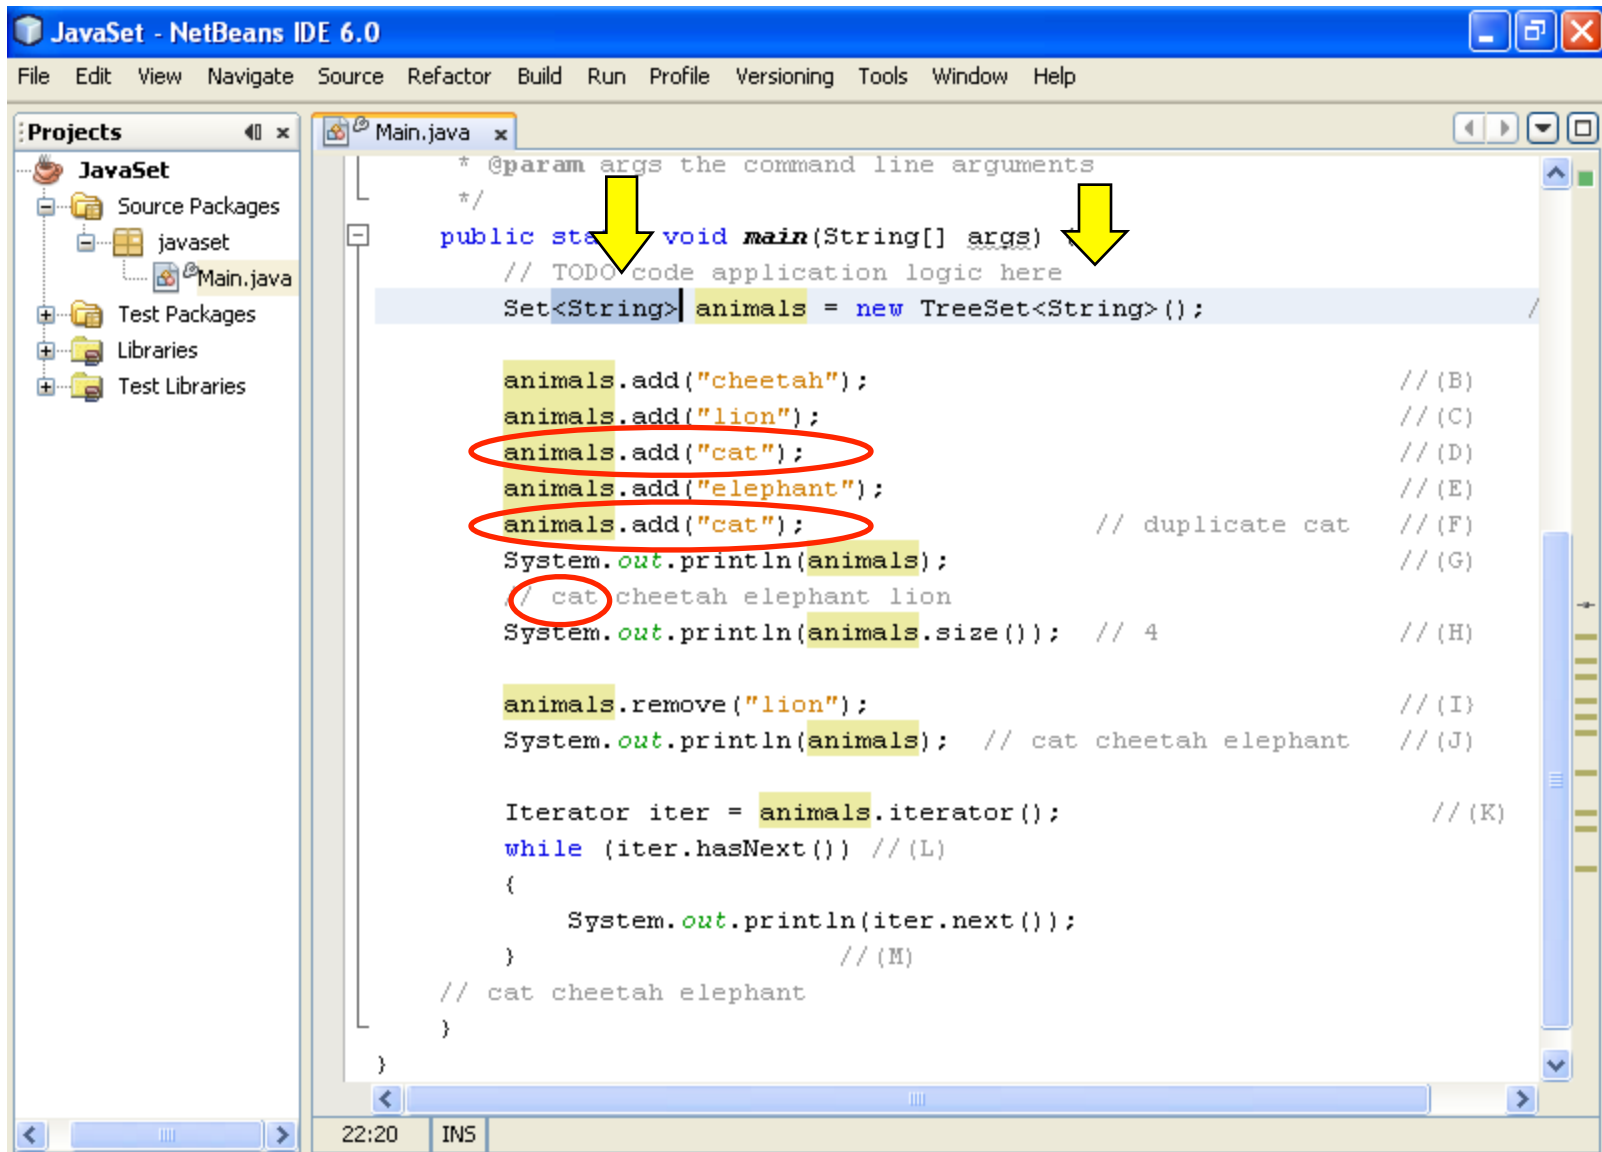 JavaSet - NetBeans IDE 6.0
File Edit View Navigate Source Refactor Build Run Profile Versioning Tools Window Help
Projects
Main.java
JavaSet
Source Packages
javaset
Main.java
Test Packages
Libraries
Test Libraries
* @param args the command line arguments
*/
public static void main(String[] args) {
// TODO code application logic here
Set<String> animals = new TreeSet<String>(); /
animals.add("cheetah"); //(B)
animals.add("lion"); //(C)
animals.add("cat"); //(D)
animals.add("elephant"); //(E)
animals.add("cat"); // duplicate cat //(F)
System.out.println(animals); //(G)
// cat cheetah elephant lion
System.out.println(animals.size()); // 4 //(H)
animals.remove("lion"); //(I}
System.out.println(animals); // cat cheetah elephant //(J)
Iterator iter = animals.iterator(); //(K)
while (iter.hasNext()) //(L)
{
System.out.println(iter.next());
} //(M)
// cat cheetah elephant
}
}
22:20 INS